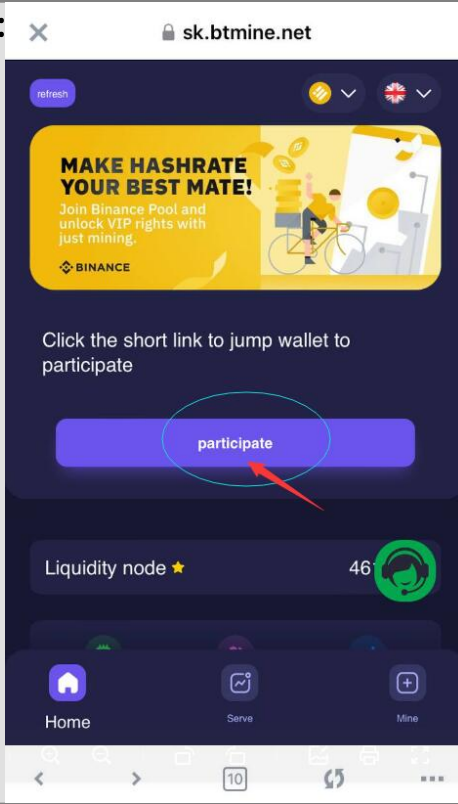 sk.btmine.net
refresh
MAKE HASHRATE
YOUR BEST MATE!
Join Binance Pool and
unlock VIP rights with
just mining.
BINANCE
Click the short link to jump wallet to
participate
participate
Liquidity node
Home
Serve
Mine
10